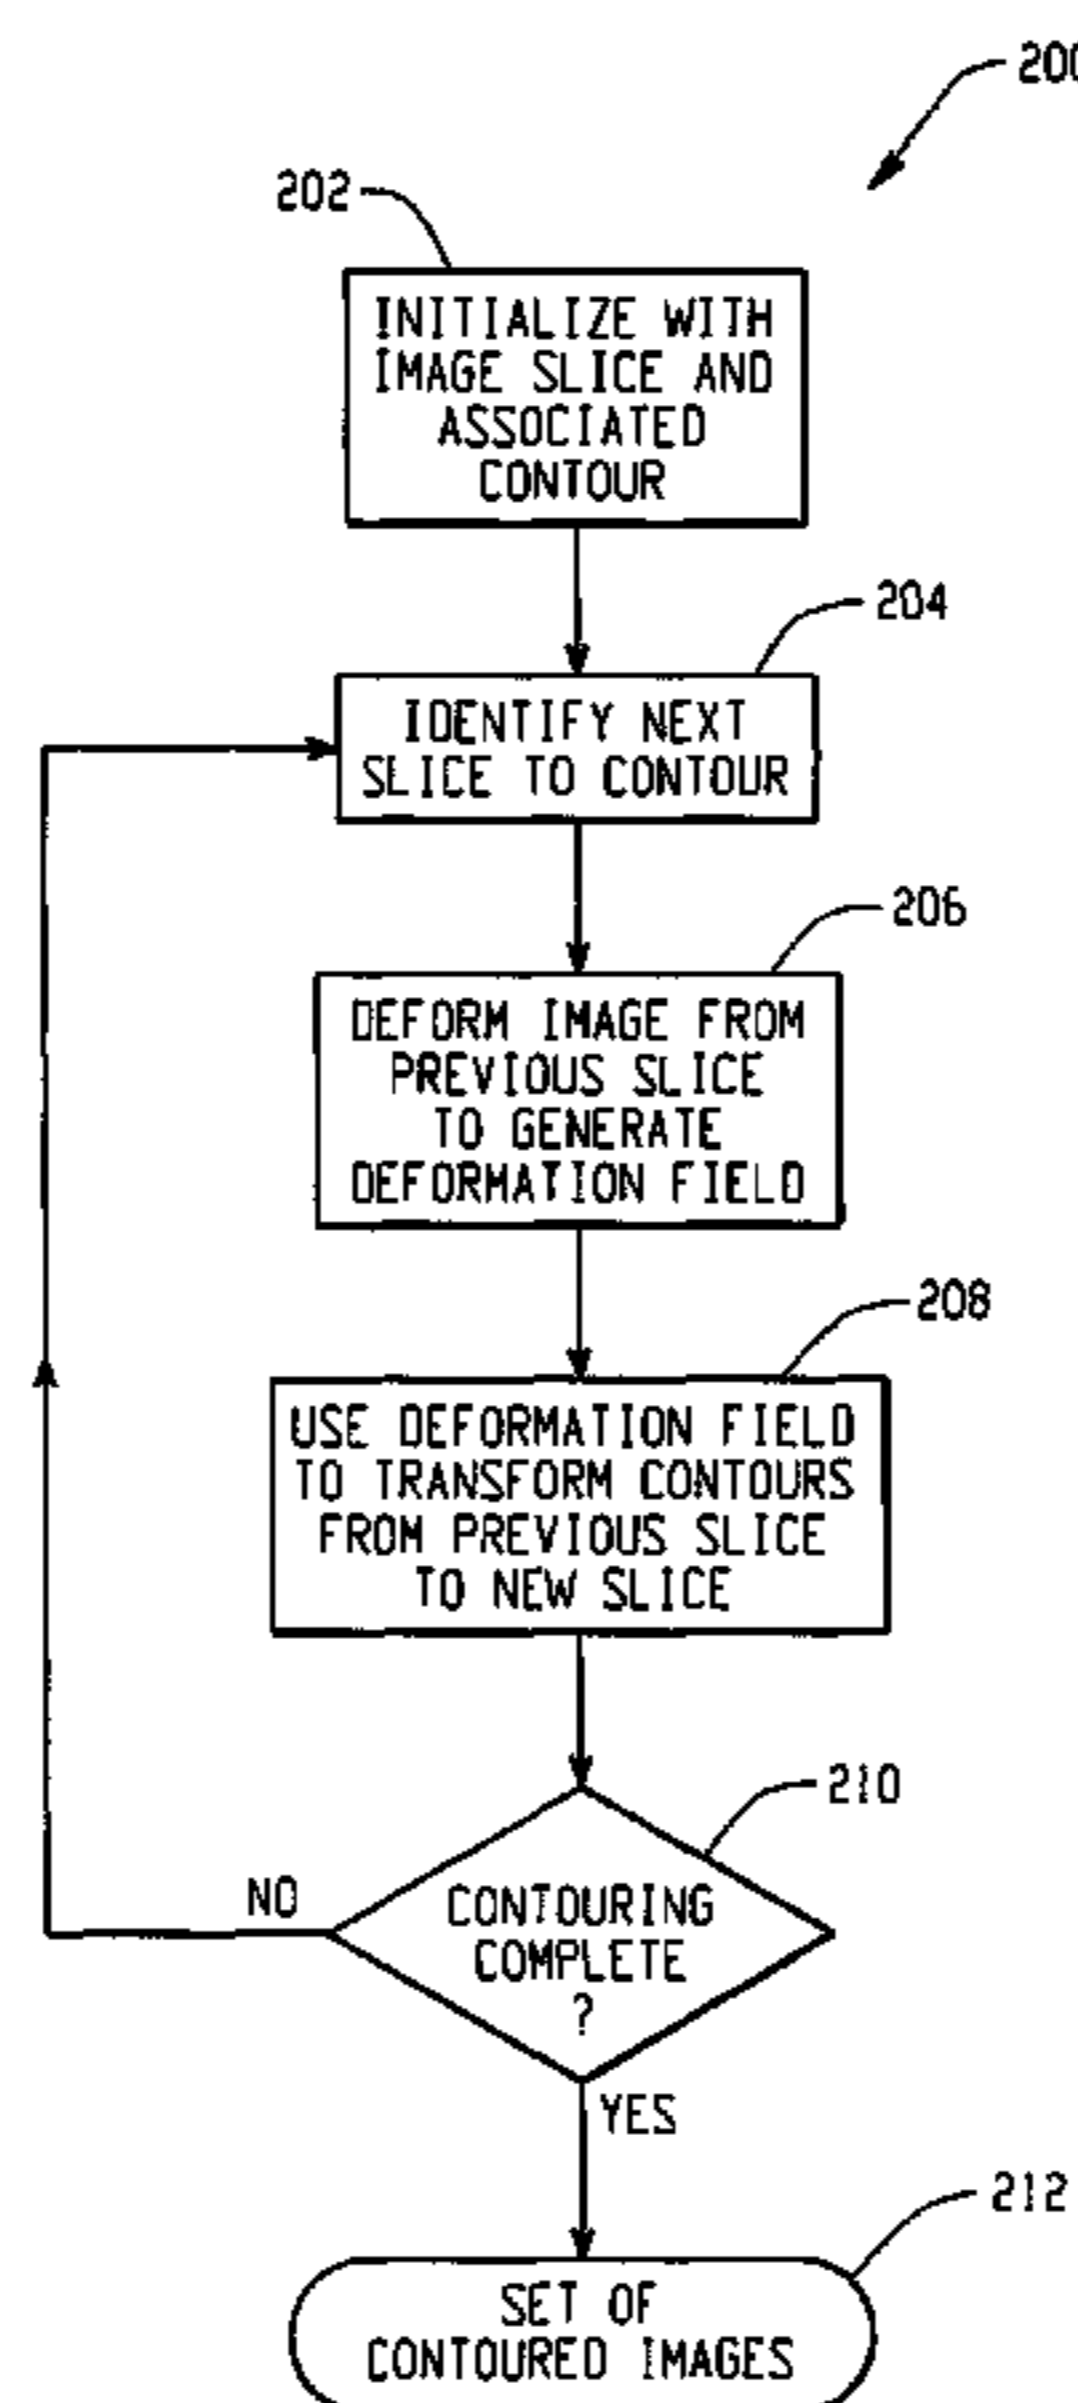 200
202
INITIALIZE WITH
IMAGE SLICE AND
ASSOCIATED
CONTOUR
204
IDENTIFY NEXT
SLICE TO CONTOUR
206
DEFORM IMAGE FROM
PREVIOUS SLICE
TO GENERATE
DEFORMATION FIELD
208
USE DEFORMATION FIELD
TO TRANSFORM CONTOURS
FROM PREVIOUS SLICE
TO NEW SLICE
210
NO
CONTOURING
COMPLETE
?
YES
212
SET OF
CONTOURED IMAGES